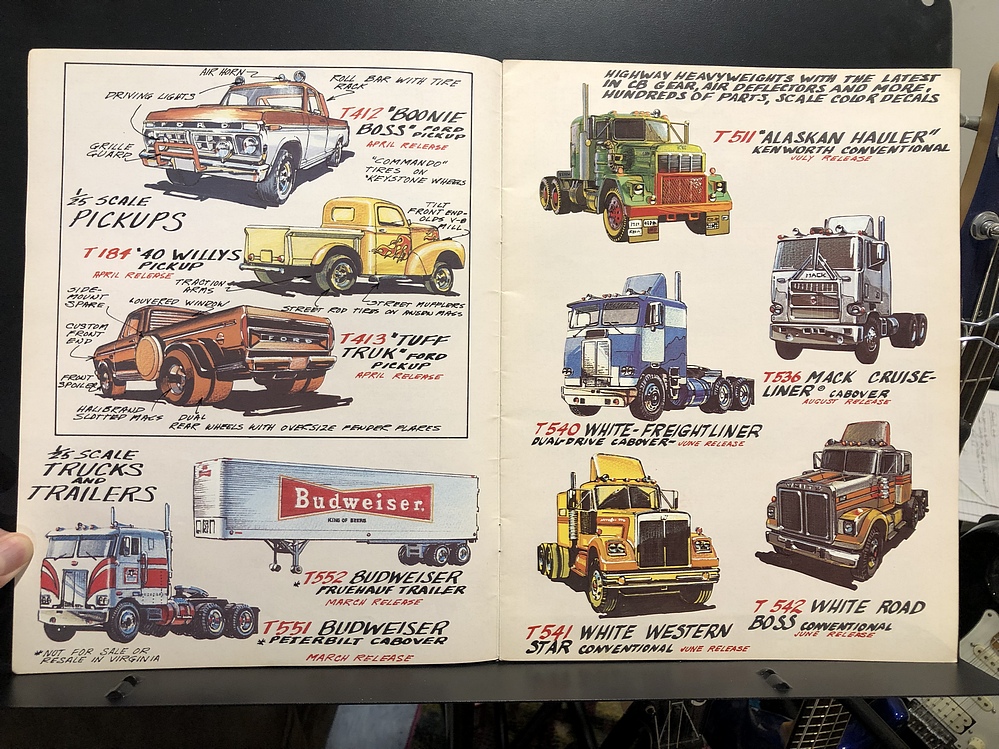 AIR HORN
ROLL BAR WITH TIRE
RACK
DRIVING LIGHTS
T412 "BOONIE
BOSS" FORD
PICKUP
APRIL RELEASE
FORD
GRILLE
GUARD
"COMMANDO"
TIRES ON
KEYSTONE WHEELS
1/25 SCALE
PICKUPS
TILT
FRONT END-
OLDS V-8
MILL
T184 '40 WILLYS
PICKUP
APRIL RELEASE
TRACTION
ARMS
STREET MUFFLERS
STREET ROD TIRES ON ANSEN MAGS
SIDE-
MOUNT
SPARE
LOUVERED WINDOW
CUSTOM
FRONT
END
FORD
T413 "TUFF
TRUK" FORD
PICKUP
APRIL RELEASE
FRONT
SPOILER
HALIBRAND
SLOTTED MAGS
DUAL
REAR WHEELS WITH OVERSIZE FENDER FLARES
1/25 SCALE
TRUCKS
AND
TRAILERS
Budweiser.
KING OF BEERS
*T552 BUDWEISER
FRUEHAUF TRAILER
MARCH RELEASE
T551 BUDWEISER
*PETERBILT CABOVER
MARCH RELEASE
*NOT FOR SALE OR
RESALE IN VIRGINIA
HIGHWAY HEAVYWEIGHTS WITH THE LATEST
IN CB GEAR, AIR DEFLECTORS AND MORE,
HUNDREDS OF PARTS, SCALE COLOR DECALS
T511 "ALASKAN HAULER"
KENWORTH CONVENTIONAL
JULY RELEASE
MACK
T536 MACK CRUISE-
LINER® CABOVER
AUGUST RELEASE
T540 WHITE-FREIGHTLINER
DUAL-DRIVE CABOVER- JUNE RELEASE
T541 WHITE WESTERN
STAR CONVENTIONAL JUNE RELEASE
T542 WHITE ROAD
BOSS CONVENTIONAL
JUNE RELEASE